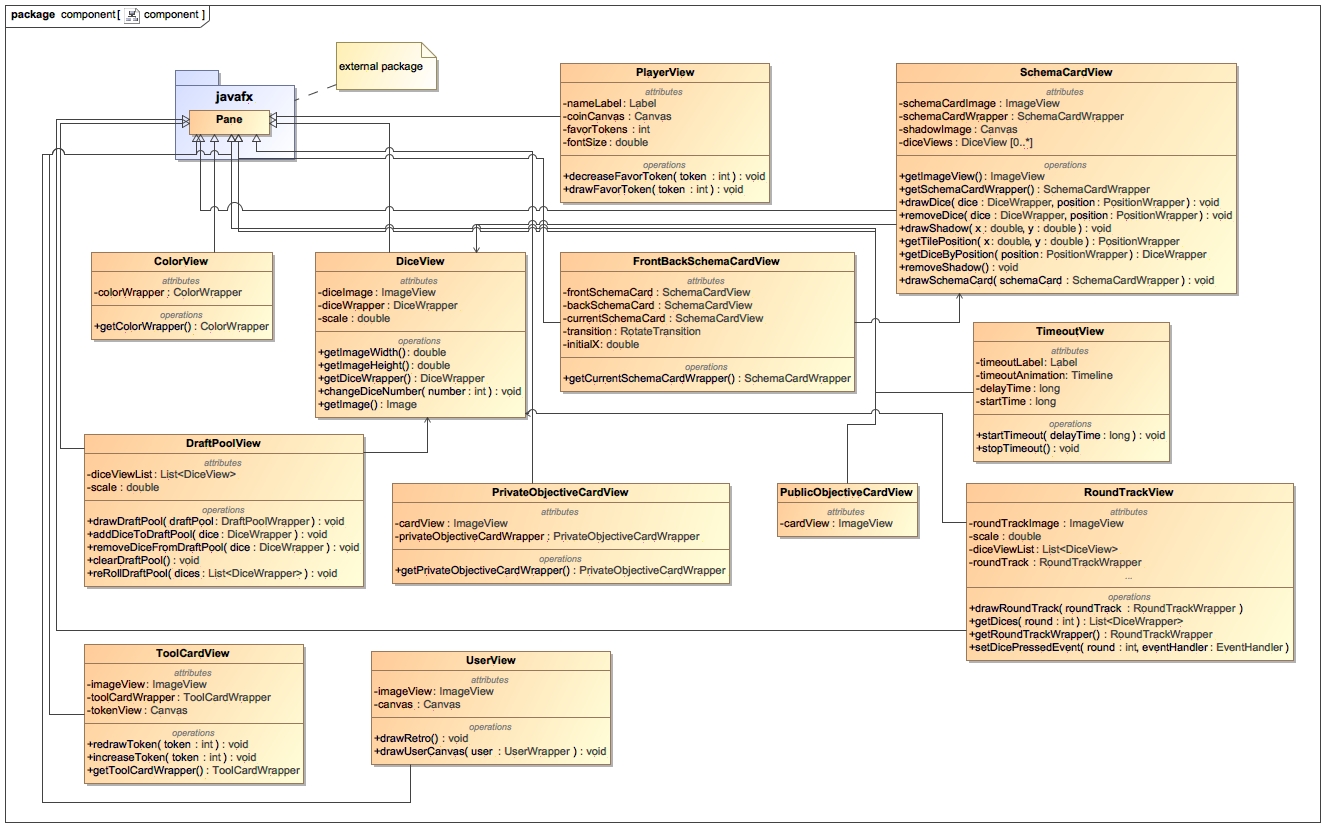 package component[ component ]
external package
javafx
Pane
PlayerView
attributes
-nameLabel : Label
-coinCanvas : Canvas
-favorTokens : int
-fontSize : double
operations
+decreaseFavorToken( token : int ) : void
+drawFavorToken( token : int ) : void
SchemaCardView
attributes
-schemaCardImage : ImageView
-schemaCardWrapper : SchemaCardWrapper
-shadowImage : Canvas
-diceViews : DiceView [0..*]
operations
+getImageView() : ImageView
+getSchemaCardWrapper() : SchemaCardWrapper
+drawDice( dice : DiceWrapper, position : PositionWrapper ) : void
+removeDice( dice : DiceWrapper, position : PositionWrapper ) : void
+drawShadow( x : double, y : double ) : void
+getTilePosition( x : double, y : double ) : PositionWrapper
+getDiceByPosition( position : PositionWrapper ) : DiceWrapper
+removeShadow() : void
+drawSchemaCard( schemaCard : SchemaCardWrapper ) : void
ColorView
attributes
-colorWrapper : ColorWrapper
operations
+getColorWrapper() : ColorWrapper
DiceView
attributes
-diceImage : ImageView
-diceWrapper : DiceWrapper
-scale : double
operations
+getImageWidth() : double
+getImageHeight() : double
+getDiceWrapper() : DiceWrapper
+changeDiceNumber( number : int ) : void
+getImage() : Image
FrontBackSchemaCardView
attributes
-frontSchemaCard : SchemaCardView
-backSchemaCard : SchemaCardView
-currentSchemaCard : SchemaCardView
-transition : RotateTransition
-initialX : double
operations
+getCurrentSchemaCardWrapper() : SchemaCardWrapper
TimeoutView
attributes
-timeoutLabel : Label
-timeoutAnimation : Timeline
-delayTime : long
-startTime : long
operations
+startTimeout( delayTime : long ) : void
+stopTimeout() : void
DraftPoolView
attributes
-diceViewList : List<DiceView>
-scale : double
operations
+drawDraftPool( draftPool : DraftPoolWrapper ) : void
+addDiceToDraftPool( dice : DiceWrapper ) : void
+removeDiceFromDraftPool( dice : DiceWrapper ) : void
+clearDraftPool() : void
+reRollDraftPool( dices : List<DiceWrapper> ) : void
PrivateObjectiveCardView
attributes
-cardView : ImageView
-privateObjectiveCardWrapper : PrivateObjectiveCardWrapper
operations
+getPrivateObjectiveCardWrapper() : PrivateObjectiveCardWrapper
PublicObjectiveCardView
attributes
-cardView : ImageView
RoundTrackView
attributes
-roundTrackImage : ImageView
-scale : double
-diceViewList : List<DiceView>
-roundTrack : RoundTrackWrapper
...
operations
+drawRoundTrack( roundTrack : RoundTrackWrapper )
+getDices( round : int ) : List<DiceWrapper>
+getRoundTrackWrapper() : RoundTrackWrapper
+setDicePressedEvent( round : int, eventHandler : EventHandler )
ToolCardView
attributes
-imageView : ImageView
-toolCardWrapper : ToolCardWrapper
-tokenView : Canvas
operations
+redrawToken( token : int ) : void
+increaseToken( token : int ) : void
+getToolCardWrapper() : ToolCardWrapper
UserView
attributes
-imageView : ImageView
-canvas : Canvas
operations
+drawRetro() : void
+drawUserCanvas( user : UserWrapper ) : void